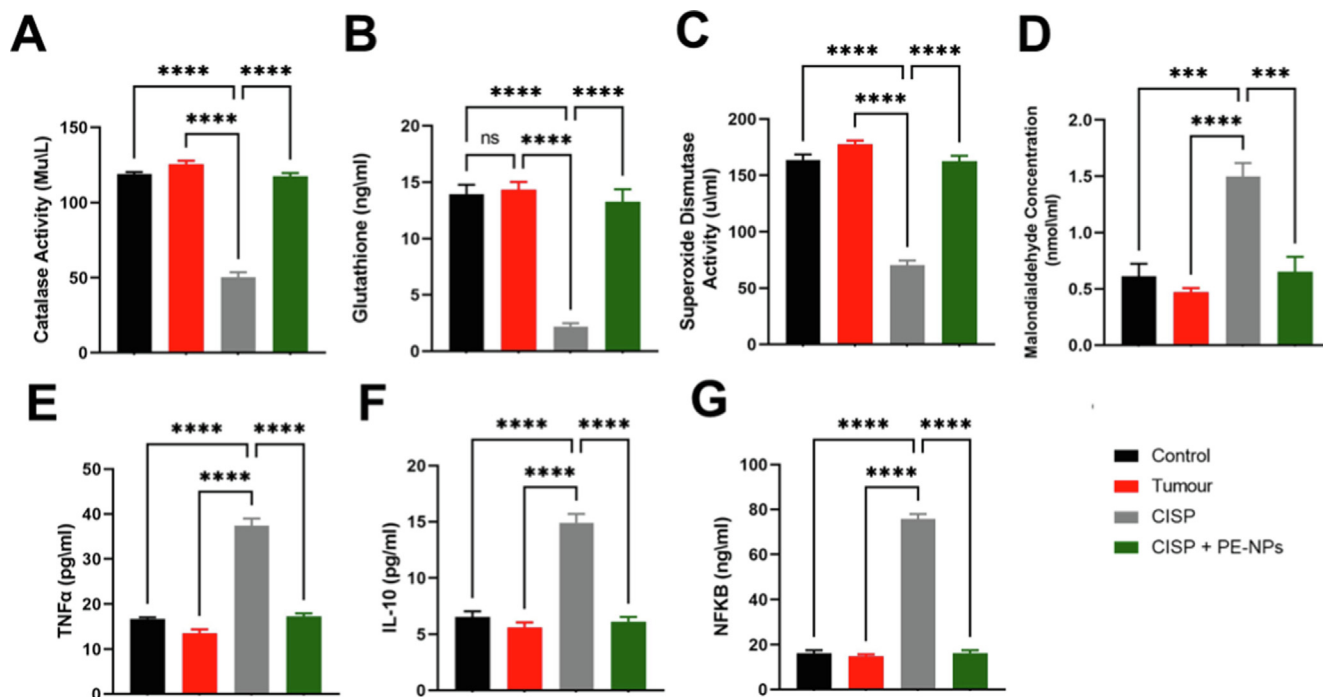 A
**** ****
****
Catalase Activity (Mu\L)
150
100
50
0
B
**** ****
ns ****
Glutathione (ng\ml)
20
15
10
5
0
C
**** ****
****
Superoxide Dismutase
Activity (u\ml)
200
150
100
50
0
D
*** ***
****
Malondialdehyde Concentration
(nmol\ml)
2.0
1.5
1.0
0.5
0.0
E
**** ****
****
TNFα (pg\ml)
50
40
30
20
10
0
F
**** ****
****
IL-10 (pg/ml)
20
15
10
5
0
G
**** ****
****
NFKB (ng\ml)
100
80
60
40
20
0
Control
Tumour
CISP
CISP + PE-NPs